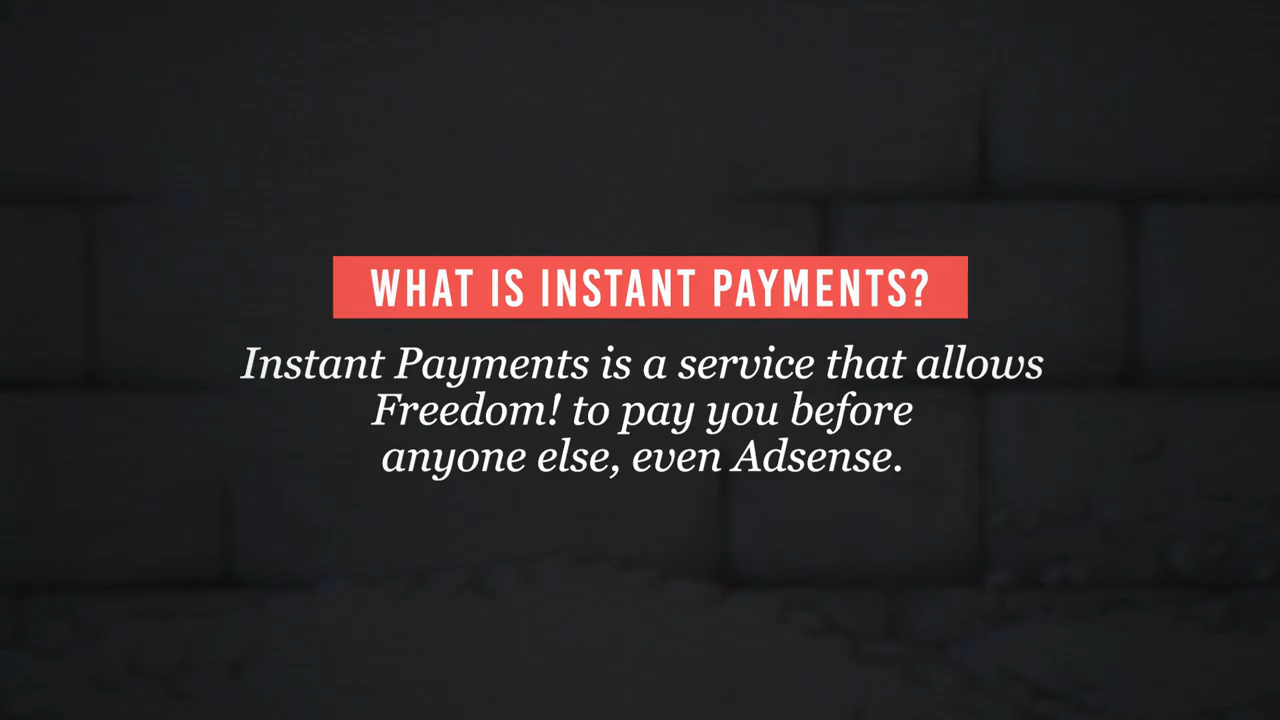 WHAT IS INSTANT PAYMENTS?
Instant Payments is a service that allows
Freedom! to pay you before
anyone else, even Adsense.